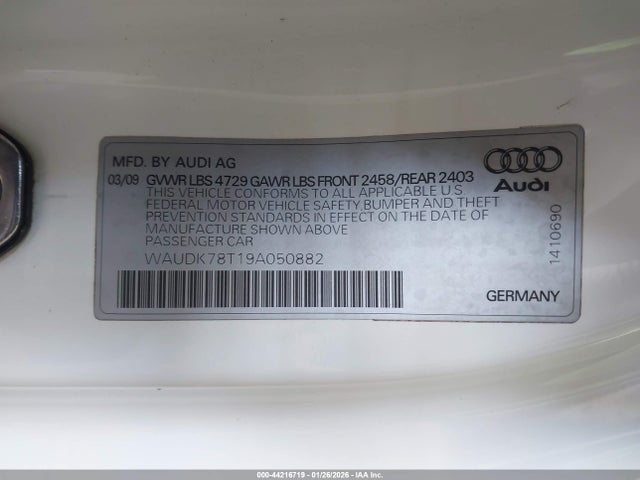 MFD. BY AUDI AG
03/09 GVWR LBS 4729 GAWR LBS FRONT 2458/REAR 2403
THIS VEHICLE CONFORMS TO ALL APPLICABLE U S
FEDERAL MOTOR VEHICLE SAFETY BUMPER AND THEFT
PREVENTION STANDARDS IN EFFECT ON THE DATE OF
MANUFACTURE SHOWN ABOVE
PASSENGER CAR
WAUDK78T19A050882
Audi
1410690
GERMANY
000-44216719 - 01/26/2026 - IAA Inc.